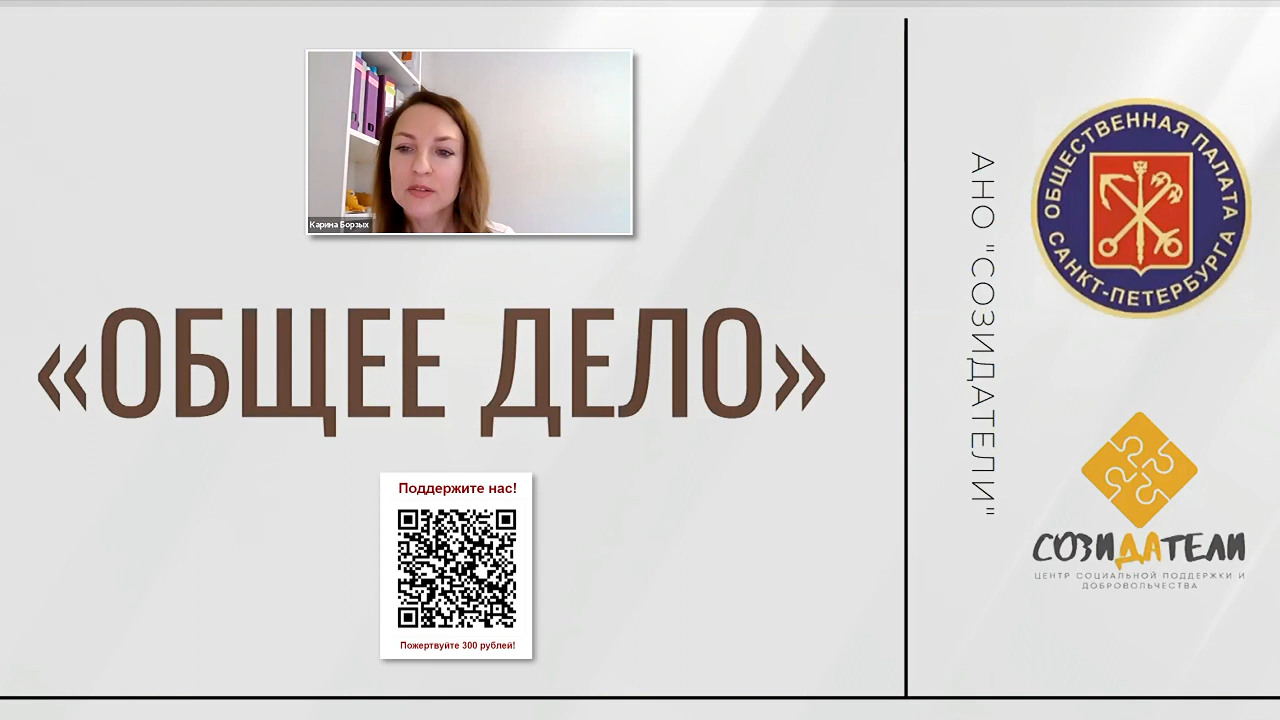 Карина Борзых
«ОБЩЕЕ ДЕЛО»
Поддержите нас!
Пожертвуйте 300 рублей!
АНО "СОЗИДАТЕЛИ"
ОБЩЕСТВЕННАЯ ПАЛАТА
САНКТ-ПЕТЕРБУРГА
СОЗИДАТЕЛИ
ЦЕНТР СОЦИАЛЬНОЙ ПОДДЕРЖКИ И
ДОБРОВОЛЬЧЕСТВА